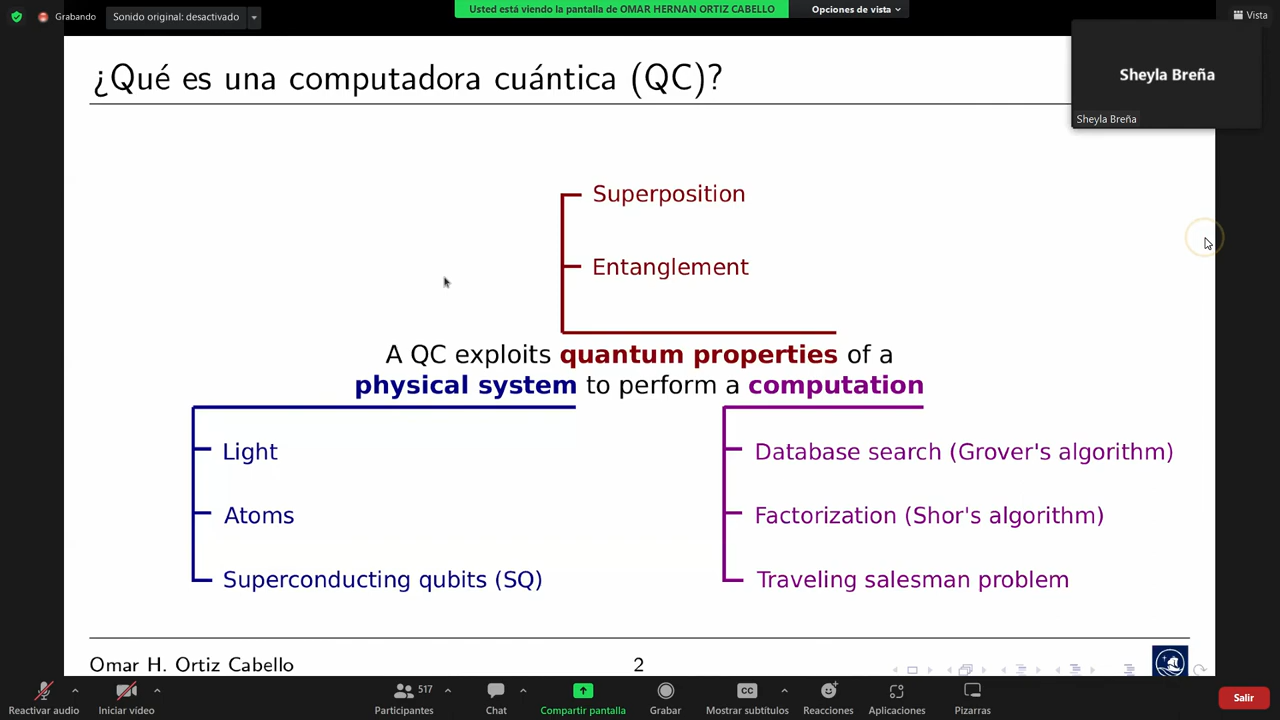 Grabando
Sonido original: desactivado
Usted está viendo la pantalla de OMAR HERNAN ORTIZ CABELLO
Opciones de vista
Vista
¿Qué es una computadora cuántica (QC)?
Sheyla Breña
Sheyla Breña
Superposition
Entanglement
A QC exploits quantum properties of a
physical system to perform a computation
Light
Atoms
Superconducting qubits (SQ)
Database search (Grover's algorithm)
Factorization (Shor's algorithm)
Traveling salesman problem
Omar H. Ortiz Cabello
2
Reactivar audio
Iniciar video
517
Participantes
Chat
Compartir pantalla
Grabar
CC
Mostrar subtítulos
Reacciones
Aplicaciones
Pizarras
Salir